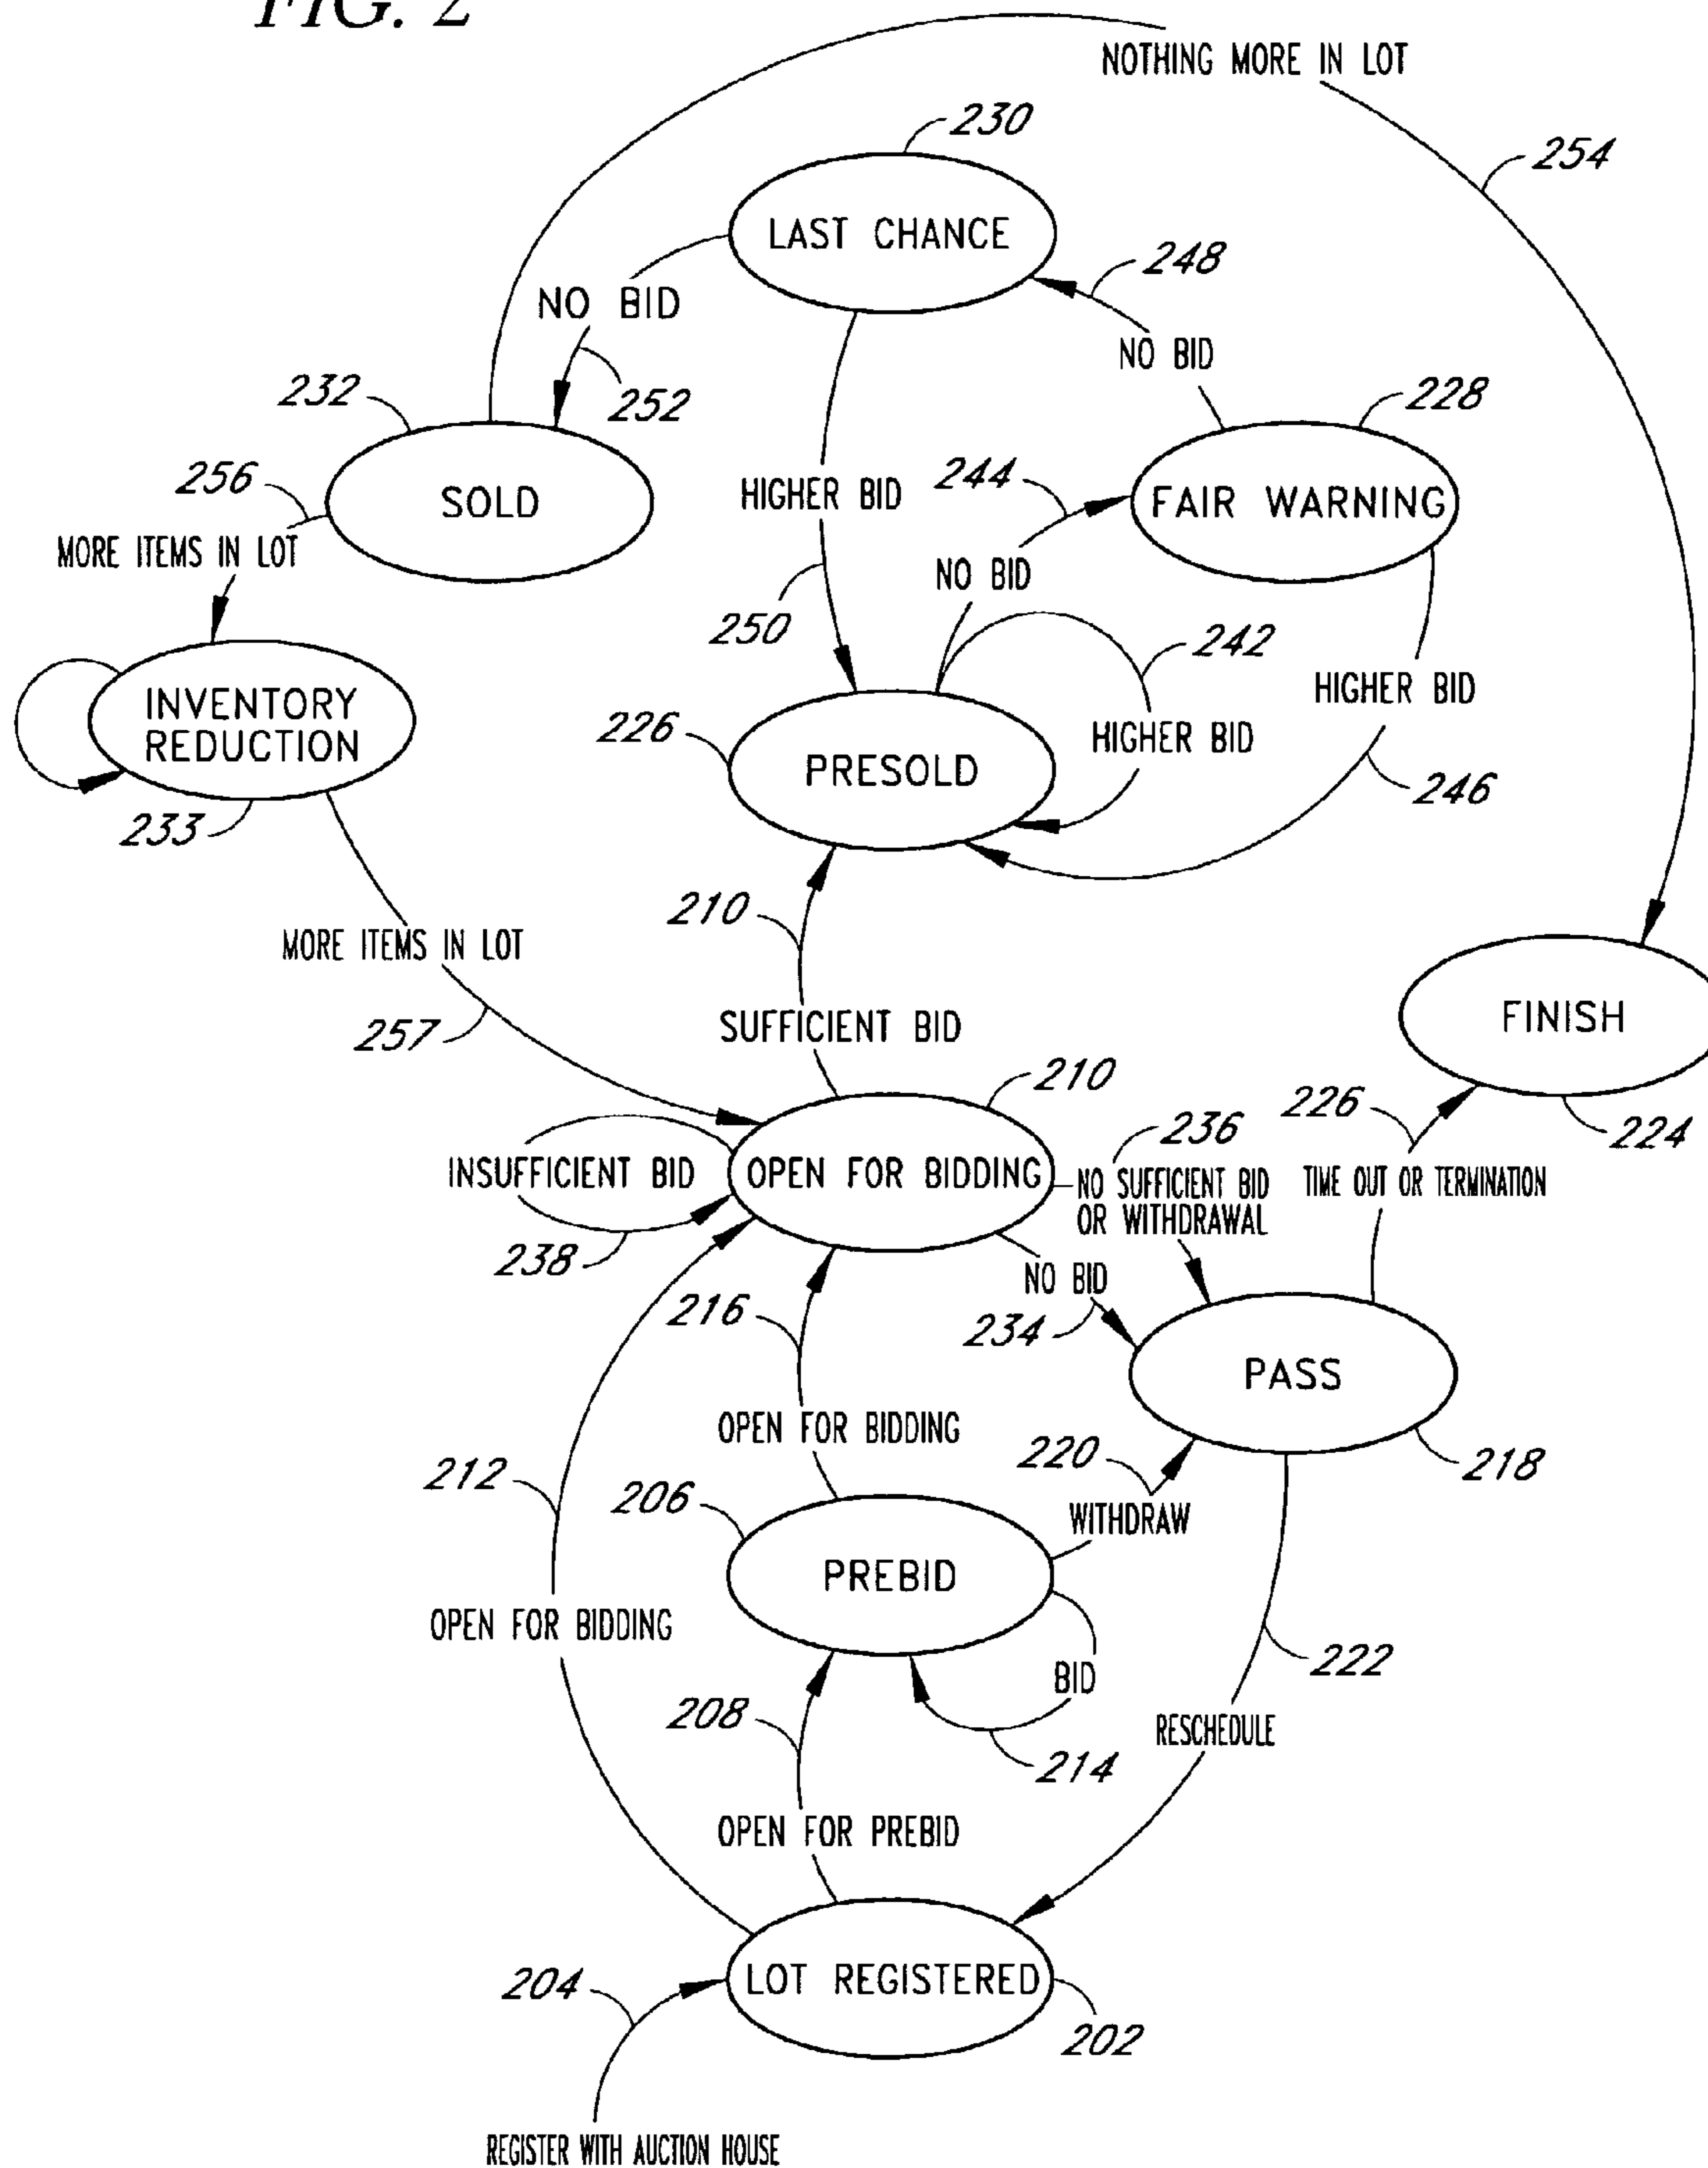 FIG. 2
NOTHING MORE IN LOT
230
254
LAST CHANCE
248
NO BID
NO BID
252
232
228
256
244
HIGHER BID
SOLD
FAIR WARNING
MORE ITEMS IN LOT
NO BID
250
242
INVENTORY
REDUCTION
HIGHER BID
226
HIGHER BID
PRESOLD
246
233
210
MORE ITEMS IN LOT
257
SUFFICIENT BID
FINISH
210
226
224
236
INSUFFICIENT BID
OPEN FOR BIDDING
NO SUFFICIENT BID
OR WITHDRAWAL
TIME OUT OR TERMINATION
238
NO BID
216
234
PASS
OPEN FOR BIDDING
220
218
212
206
WITHDRAW
PREBID
OPEN FOR BIDDING
222
BID
208
RESCHEDULE
214
OPEN FOR PREBID
204
LOT REGISTERED
202
REGISTER WITH AUCTION HOUSE